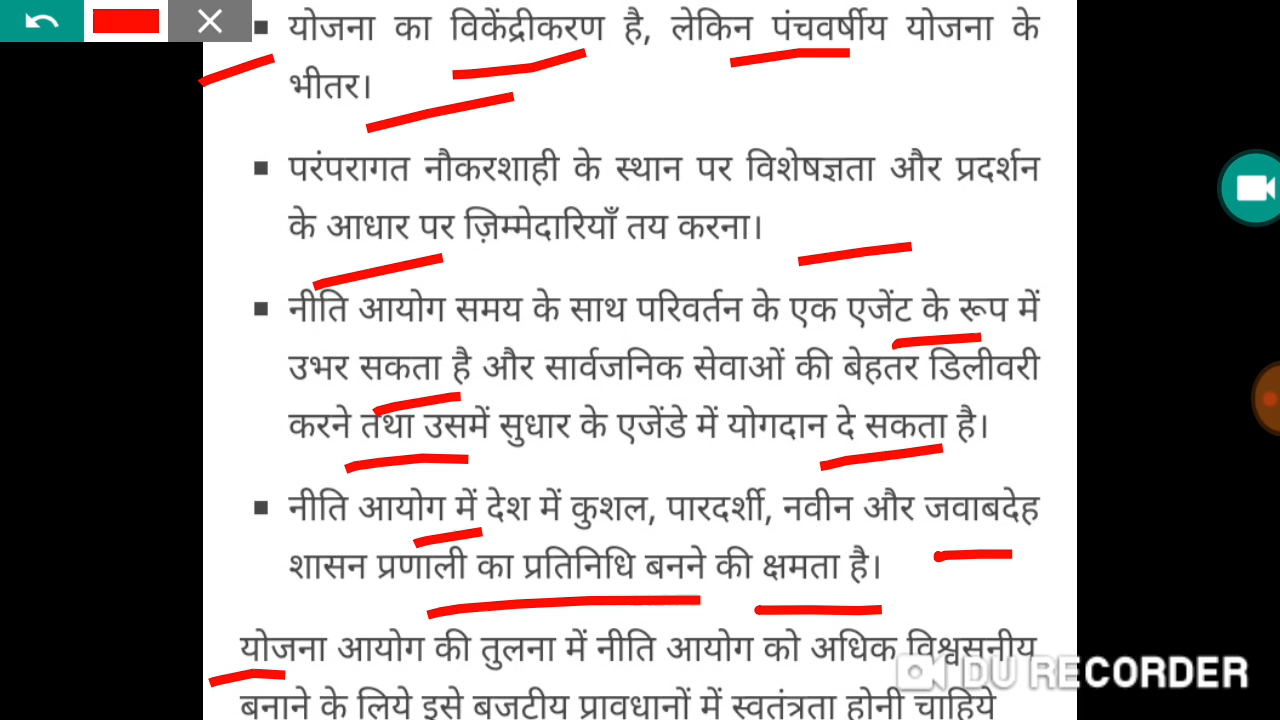 योजना का विकेंद्रीकरण है, लेकिन पंचवर्षीय योजना के
भीतर।
परंपरागत नौकरशाही के स्थान पर विशेषज्ञता और प्रदर्शन
के आधार पर ज़िम्मेदारियाँ तय करना।
नीति आयोग समय के साथ परिवर्तन के एक एजेंट के रूप में
उभर सकता है और सार्वजनिक सेवाओं की बेहतर डिलीवरी
करने तथा उसमें सुधार के एजेंडे में योगदान दे सकता है।
नीति आयोग में देश में कुशल, पारदर्शी, नवीन और जवाबदेह
शासन प्रणाली का प्रतिनिधि बनने की क्षमता है।
योजना आयोग की तुलना में नीति आयोग को अधिक विश्वसनीय
DU RECORDER
बनाने के लिये इसे बजटीय प्रावधानों में स्वतंत्रता होनी चाहिये